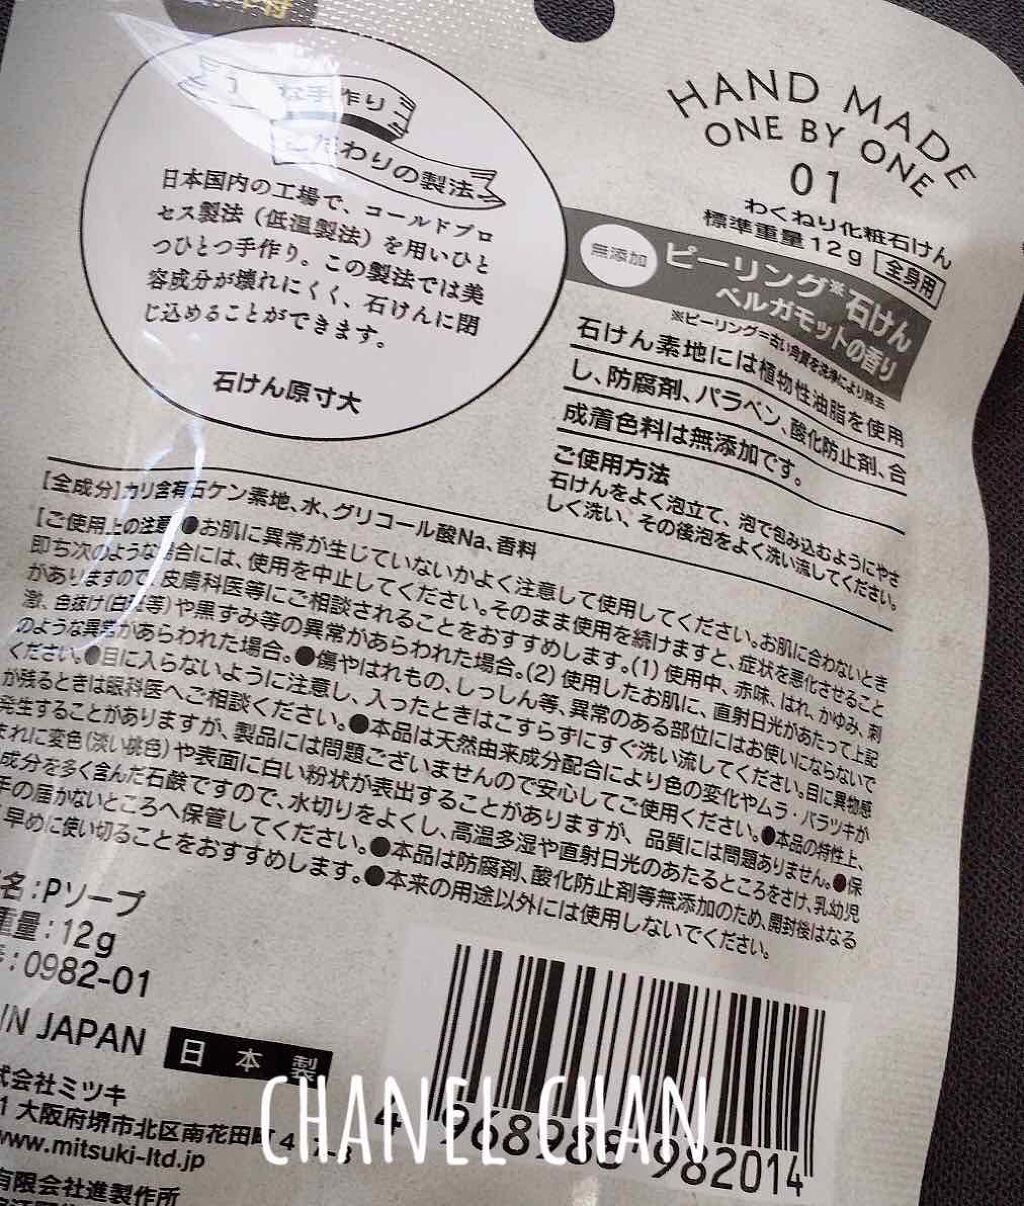 HAND MADE
ONE BY ONE
01
わくねり化粧石けん
標準重量12g 全身用
無添加
ピーリング※石けん
ベルガモットの香り
※ピーリング=古い角質を洗浄により除去
石けん素地には植物性油脂を使用
し、防腐剤、パラベン、酸化防止剤、合
成着色料は無添加です。
ご使用方法
石けんをよく泡立て、泡で包み込むようにやさ
しく洗い、その後泡をよく洗い流してください。
な手作り
こだわりの製法
日本国内の工場で、コールドプロ
セス製法（低温製法）を用いひと
つひとつ手作り。この製法では美
容成分が壊れにくく、石けんに閉
じ込めることができます。
石けん原寸大
【全成分】カリ含有石ケン素地、水、グリコール酸Na、香料
【ご使用上の注意】●お肌に異常が生じていないかよく注意して使用してください。お肌に合わないとき
即ち次のような場合には、使用を中止してください。そのまま使用を続けますと、症状を悪化させること
がありますので、皮膚科医等にご相談されることをおすすめします。(1) 使用中、赤味、はれ、かゆみ、刺
激、色抜け(白斑等)や黒ずみ等の異常があらわれた場合。(2) 使用したお肌に、直射日光があたって上記
のような異常があらわれた場合。●傷やはれもの、しっしん等、異常のある部位にはお使いにならないで
ください。●目に入らないように注意し、入ったときはこすらずにすぐ洗い流してください。目に異物感
が残るときは眼科医へご相談ください。●本品は天然由来成分配合により色の変化やムラ・バラツキが
発生することがありますが、製品には問題ございませんので安心してご使用ください。●本品の特性上、
まれに変色(淡い桃色)や表面に白い粉状が表出することがありますが、品質には問題ありません。●保
成分を多く含んだ石鹸ですので、水切りをよくし、高温多湿や直射日光のあたるところをさけ、乳幼児
手の届かないところへ保管してください。●本品は防腐剤、酸化防止剤等無添加のため、開封後はなる
早めに使い切ることをおすすめします。●本来の用途以外には使用しないでください。
名:Pソープ
重量:12g
:0982-01
IN JAPAN 日本製
式会社ミツキ
1 大阪府堺市北区南花田町
www.mitsuki-ltd.jp
有限会社進製作所
4 968988 982014
CHANEL CHAN